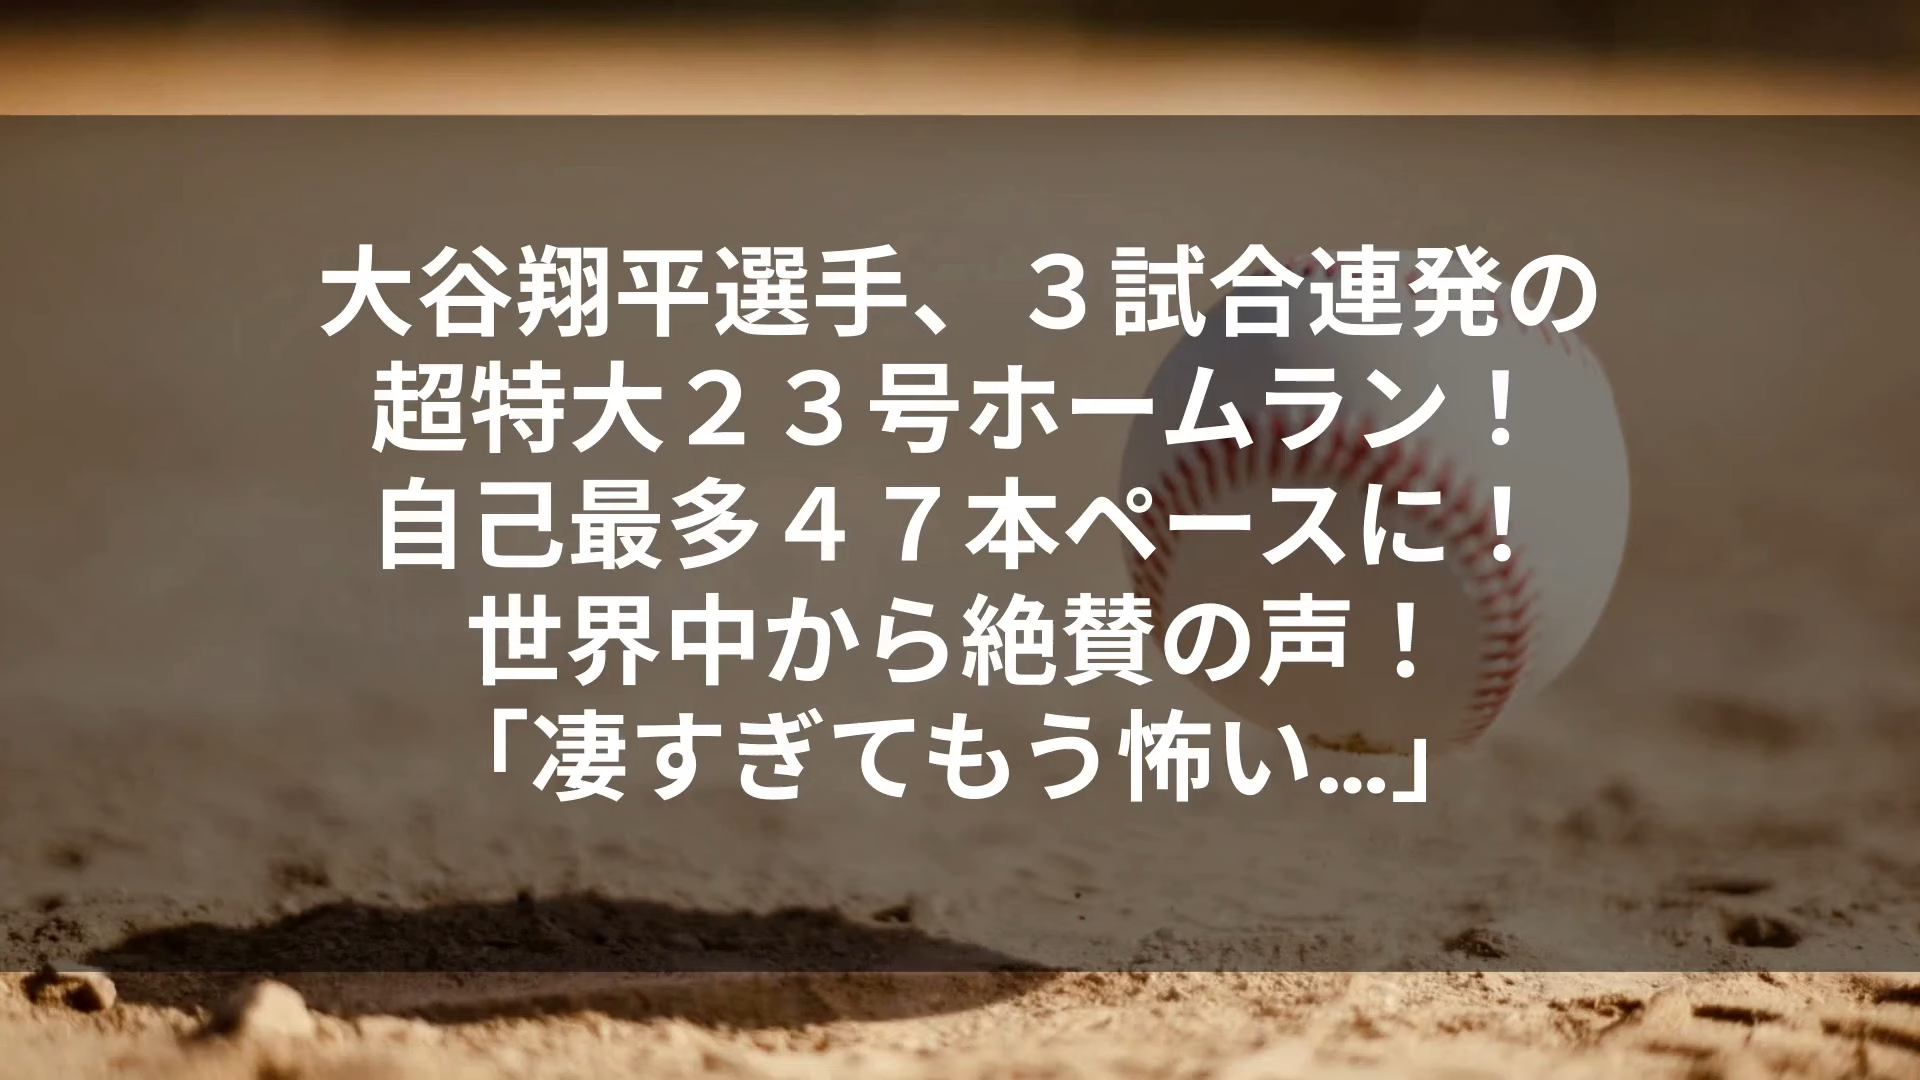 大谷翔平選手、３試合連発の
超特大２３号ホームラン！
自己最多４７本ペースに！
世界中から絶賛の声！
「凄すぎてもう怖い...」